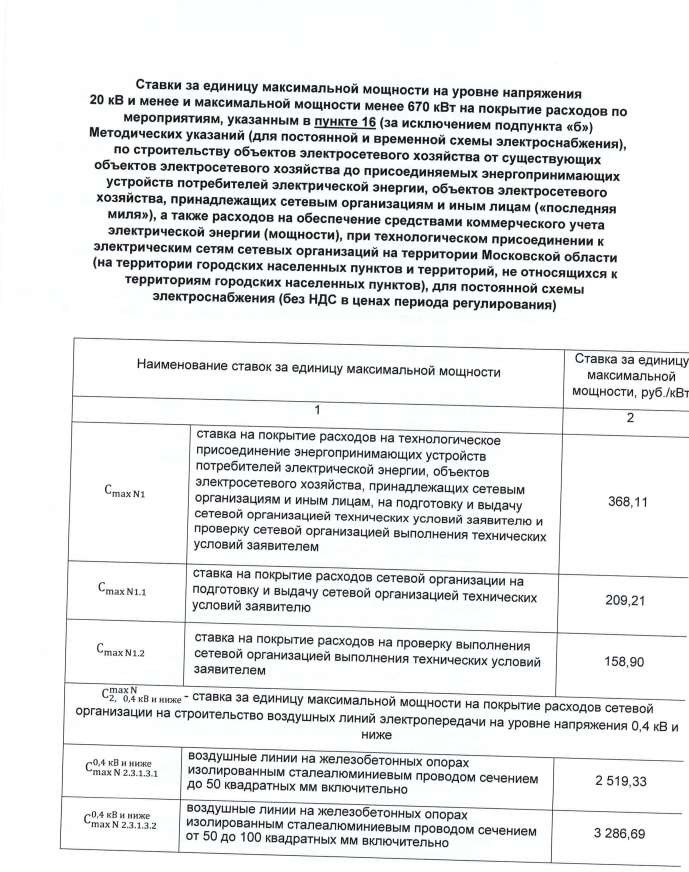 Ставки за единицу максимальной мощности на уровне напряжения
20 кВ и менее и максимальной мощности менее 670 кВт на покрытие расходов по
мероприятиям, указанным в пункте 16 (за исключением подпункта «б»)
Методических указаний (для постоянной и временной схемы электроснабжения),
по строительству объектов электросетевого хозяйства от существующих
объектов электросетевого хозяйства до присоединяемых энергопринимающих
устройств потребителей электрической энергии, объектов электросетевого
хозяйства, принадлежащих сетевым организациям и иным лицам («последняя
миля»), а также расходов на обеспечение средствами коммерческого учета
электрической энергии (мощности), при технологическом присоединении к
электрическим сетям сетевых организаций на территории Московской области
(на территории городских населенных пунктов и территорий, не относящихся к
территориям городских населенных пунктов), для постоянной схемы
электроснабжения (без НДС в ценах периода регулирования)
Наименование ставок за единицу максимальной мощности
Ставка за единицу
максимальной
мощности, руб./кВт
1
2
C max N1
ставка на покрытие расходов на технологическое
присоединение энергопринимающих устройств
потребителей электрической энергии, объектов
электросетевого хозяйства, принадлежащих сетевым
организациям и иным лицам, на подготовку и выдачу
сетевой организацией технических условий заявителю и
проверку сетевой организацией выполнения технических
условий заявителем
368,11
C max N1.1
ставка на покрытие расходов сетевой организации на
подготовку и выдачу сетевой организацией технических
условий заявителю
209,21
C max N1.2
ставка на покрытие расходов на проверку выполнения
сетевой организацией выполнения технических условий
заявителем
158,90
C max N 2, 0,4 кВ и ниже - ставка за единицу максимальной мощности на покрытие расходов сетевой
организации на строительство воздушных линий электропередачи на уровне напряжения 0,4 кВ и
ниже
C 0,4 кВ и ниже max N 2.3.1.3.1
воздушные линии на железобетонных опорах
изолированным сталеалюминиевым проводом сечением
до 50 квадратных мм включительно
2 519,33
C 0,4 кВ и ниже max N 2.3.1.3.2
воздушные линии на железобетонных опорах
изолированным сталеалюминиевым проводом сечением
от 50 до 100 квадратных мм включительно
3 286,69